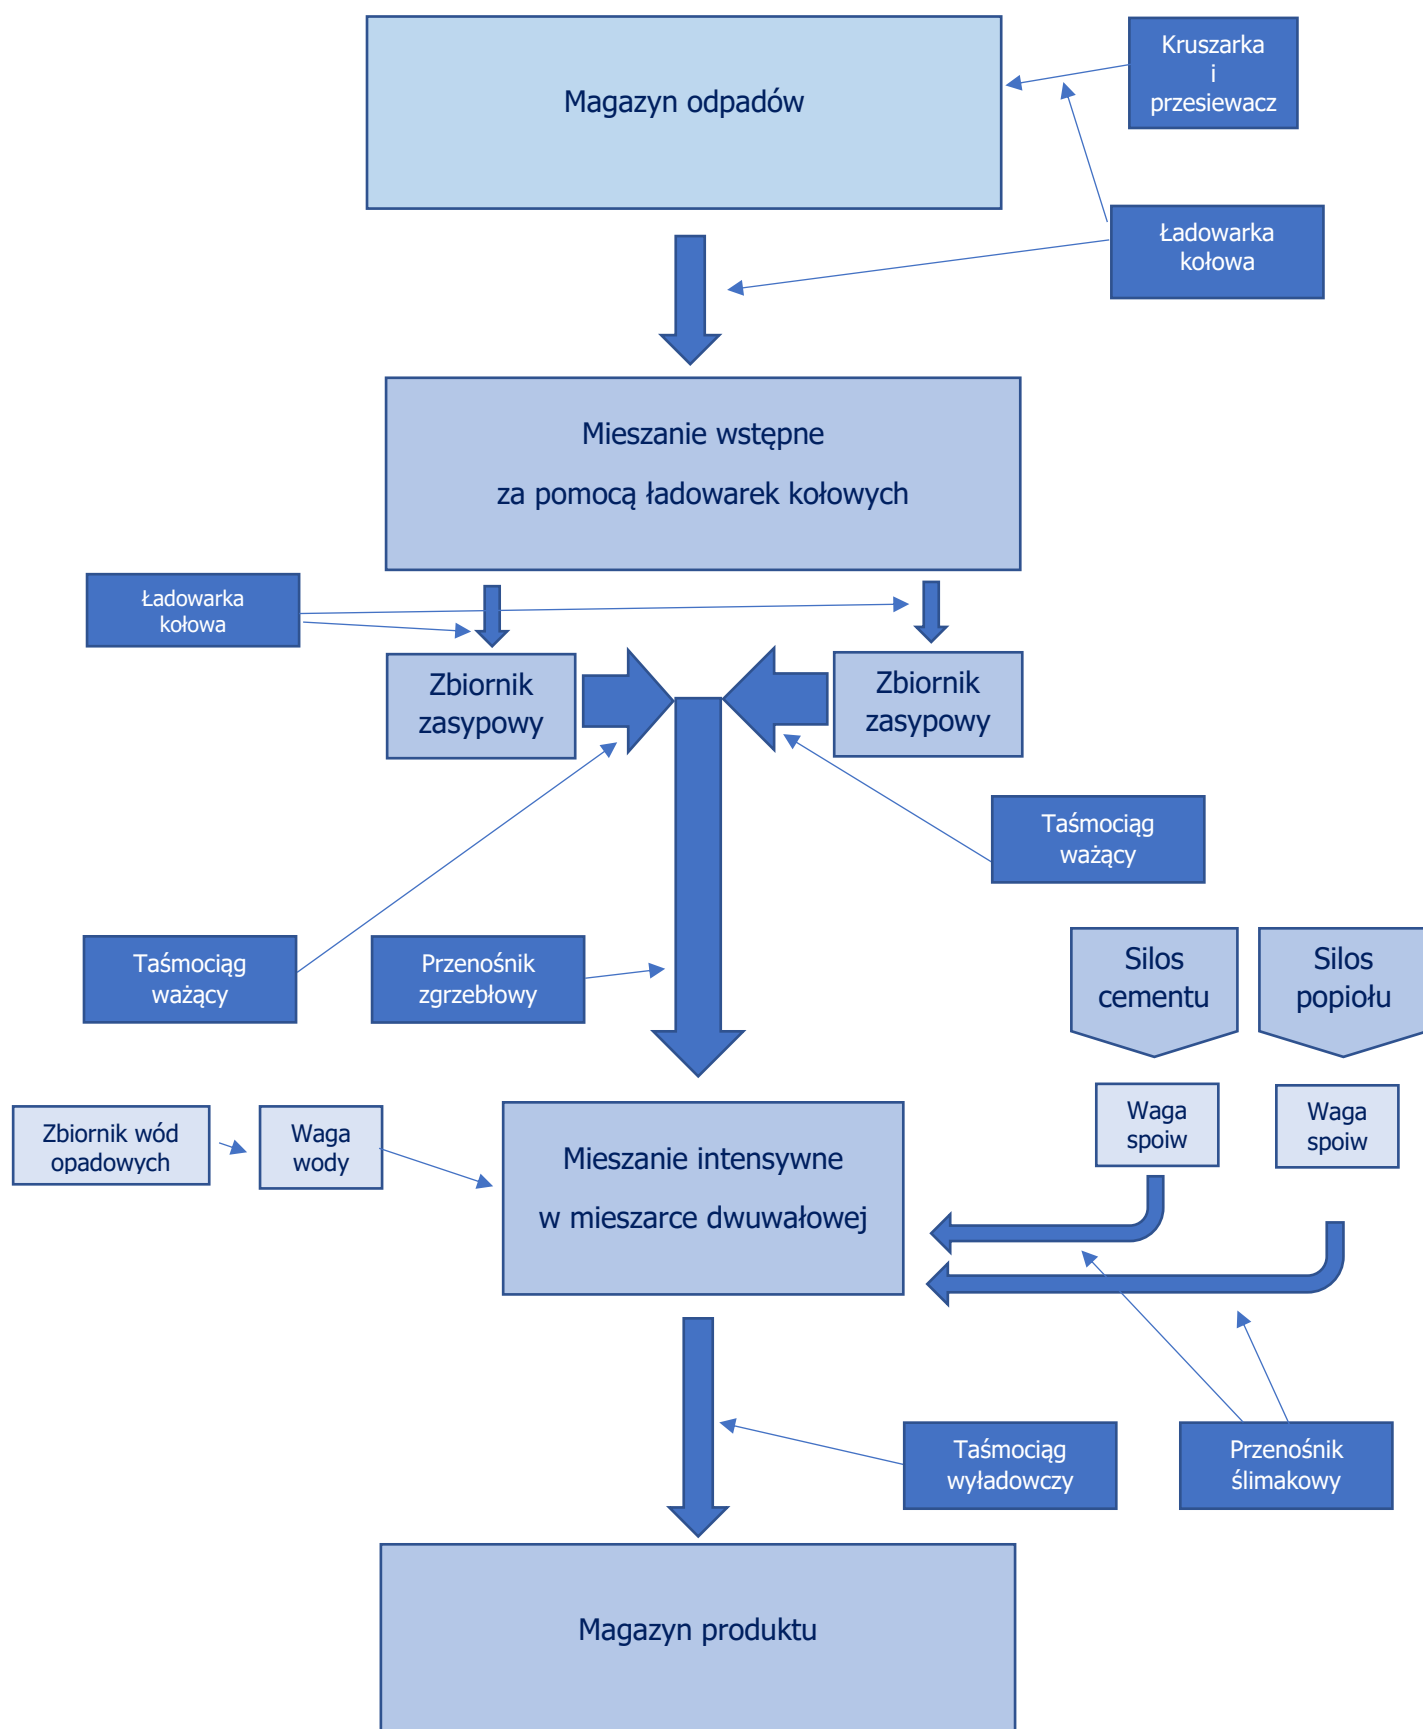 Magazyn odpadów
Kruszarka
i
przesiewacz
Ładowarka
kołowa
Mieszanie wstępne
za pomocą ładowarek kołowych
Ładowarka
kołowa
Zbiornik
zasypowy
Zbiornik
zasypowy
Taśmociąg
ważący
Taśmociąg
ważący
Przenośnik
zgrzebłowy
Silos
cementu
Silos
popiołu
Zbiornik wód
opadowych
Waga
wody
Mieszanie intensywne
w mieszarce dwuwałowej
Waga
spoiw
Waga
spoiw
Taśmociąg
wyładowczy
Przenośnik
ślimakowy
Magazyn produktu